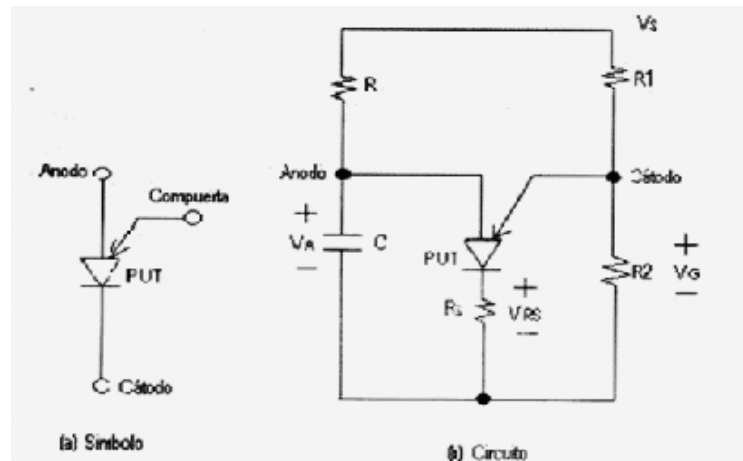 Anodo
Compuerta
PUT
Cátodo
(a) Simbolo
Vs
R
R1
Anodo
Cátodo
+
VA
-
C
PUT
Rs
+
VRS
-
R2
+
VG
-
Circuito